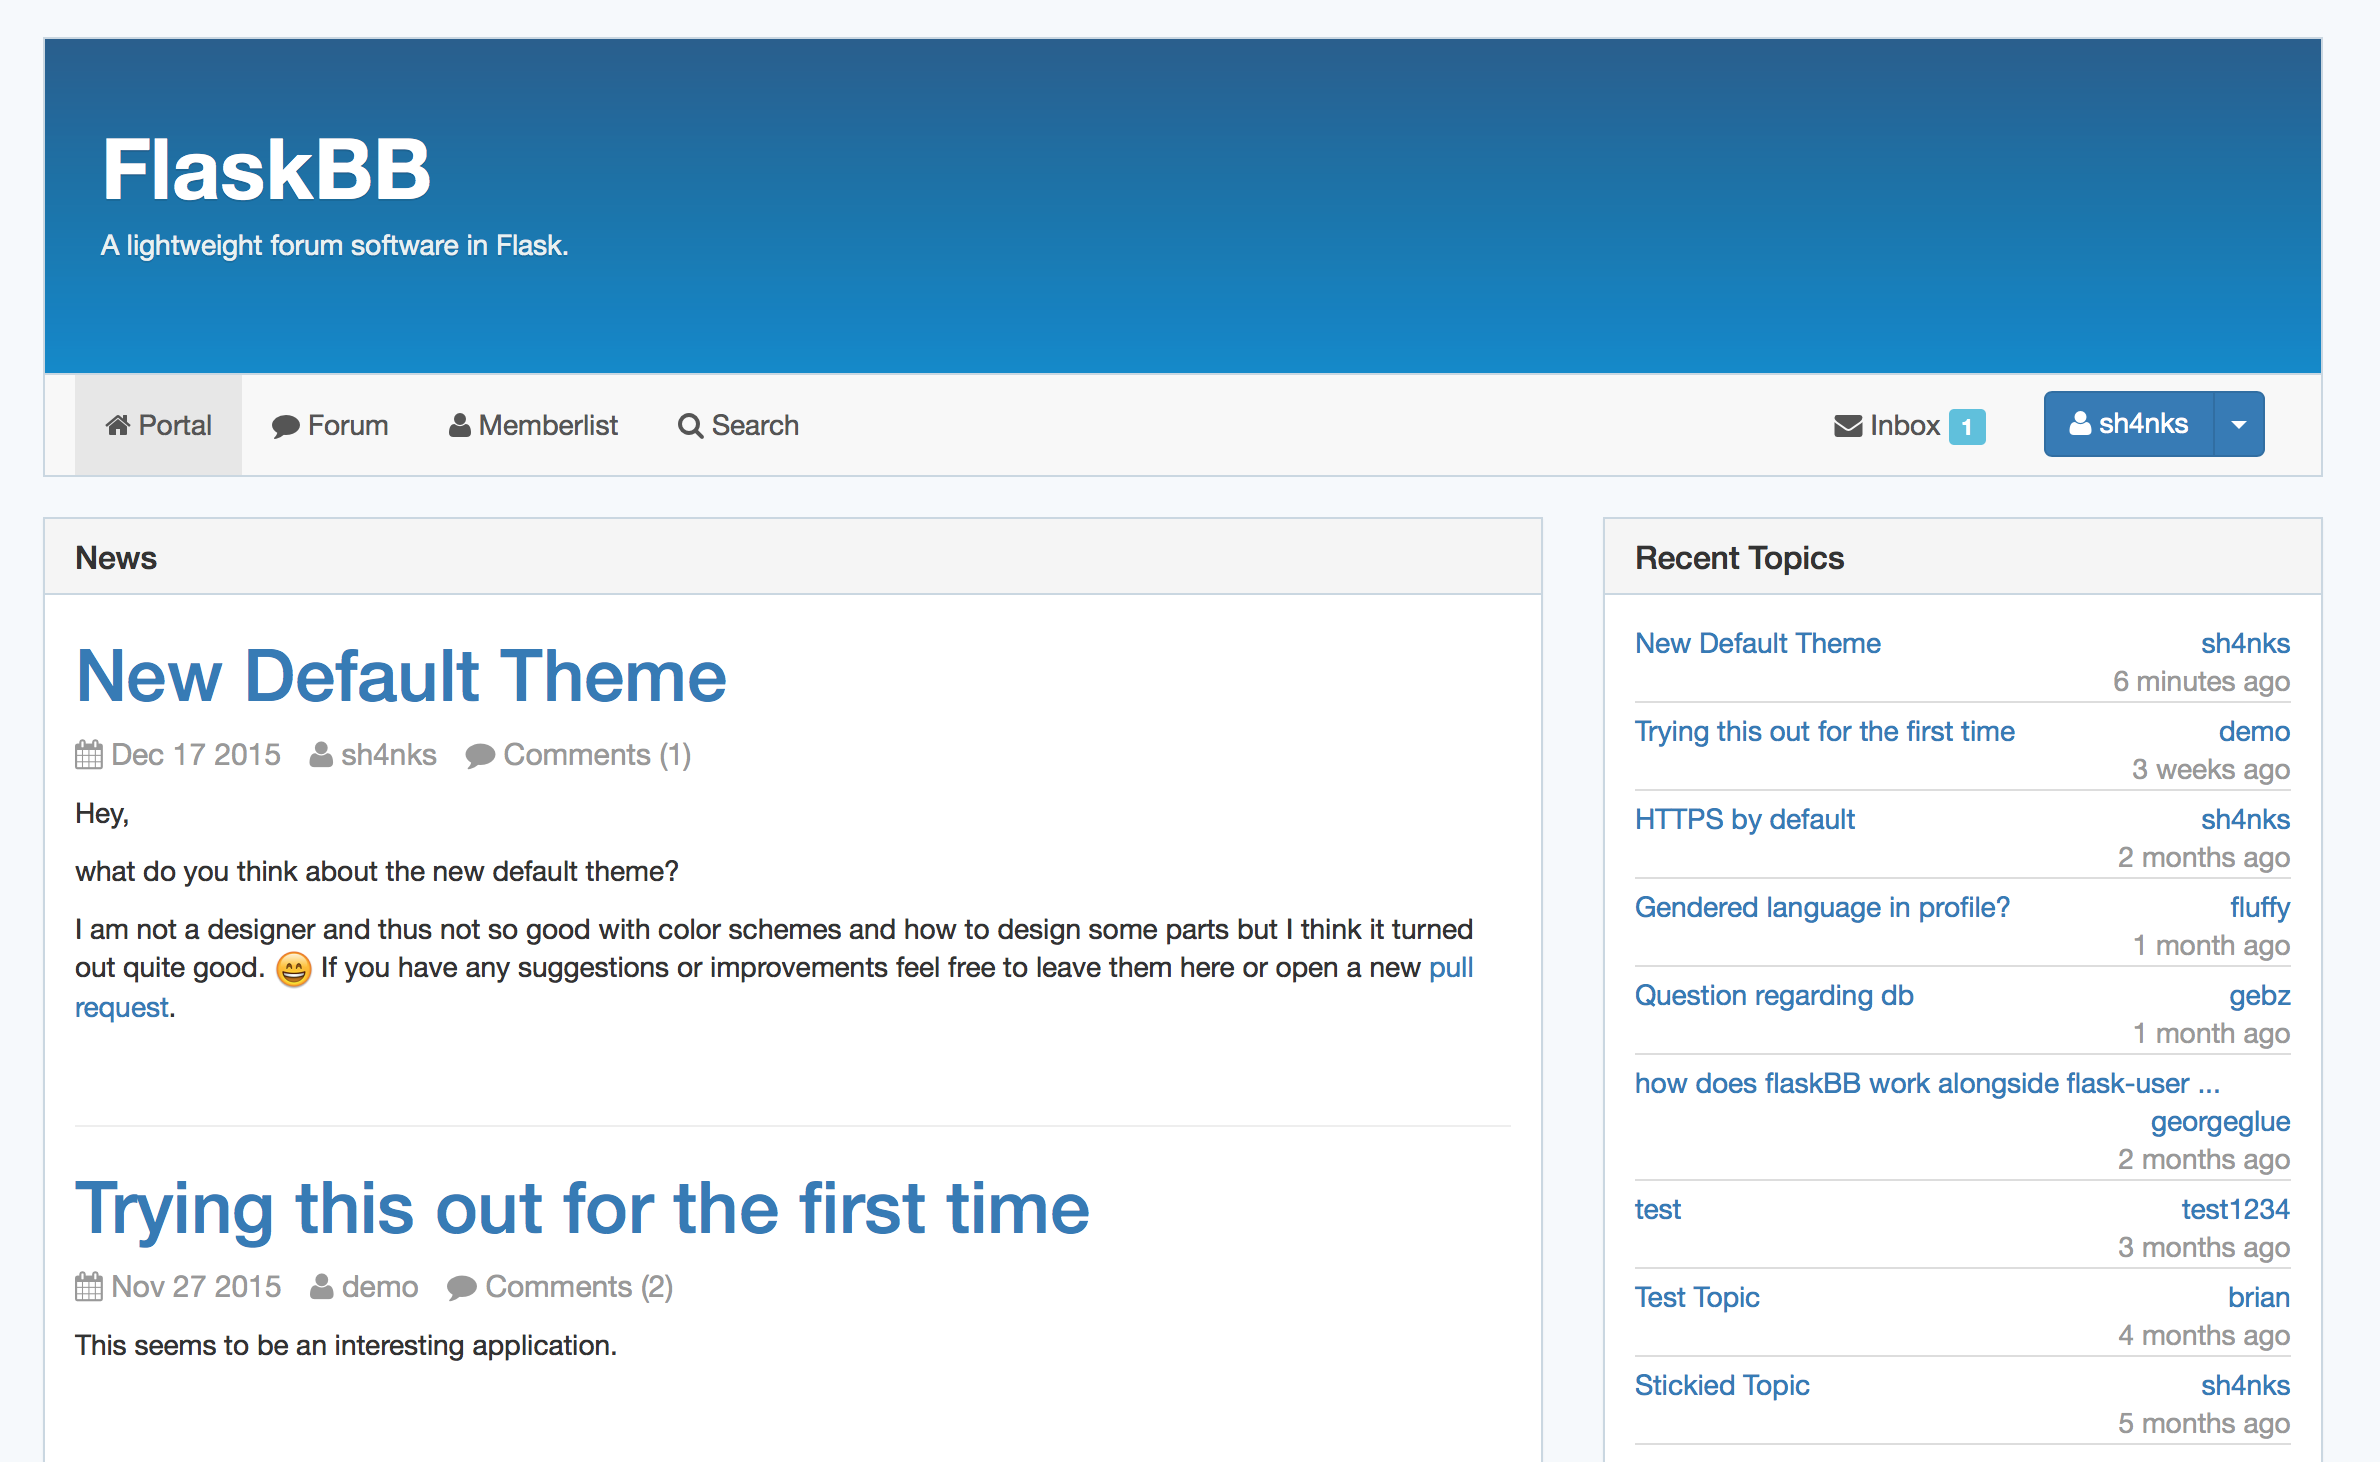 FlaskBB
A lightweight forum software in Flask.
Portal Forum Memberlist Search Inbox 1 sh4nks
News
New Default Theme
Dec 17 2015 sh4nks Comments (1)
Hey,
what do you think about the new default theme?
I am not a designer and thus not so good with color schemes and how to design some parts but I think it turned
out quite good. 😄 If you have any suggestions or improvements feel free to leave them here or open a new pull
request.
Trying this out for the first time
Nov 27 2015 demo Comments (2)
This seems to be an interesting application.
Recent Topics
New Default Theme sh4nks
6 minutes ago
Trying this out for the first time demo
3 weeks ago
HTTPS by default sh4nks
2 months ago
Gendered language in profile? fluffy
1 month ago
Question regarding db gebz
1 month ago
how does flaskBB work alongside flask-user ...
georgeglue
2 months ago
test test1234
3 months ago
Test Topic brian
4 months ago
Stickied Topic sh4nks
5 months ago